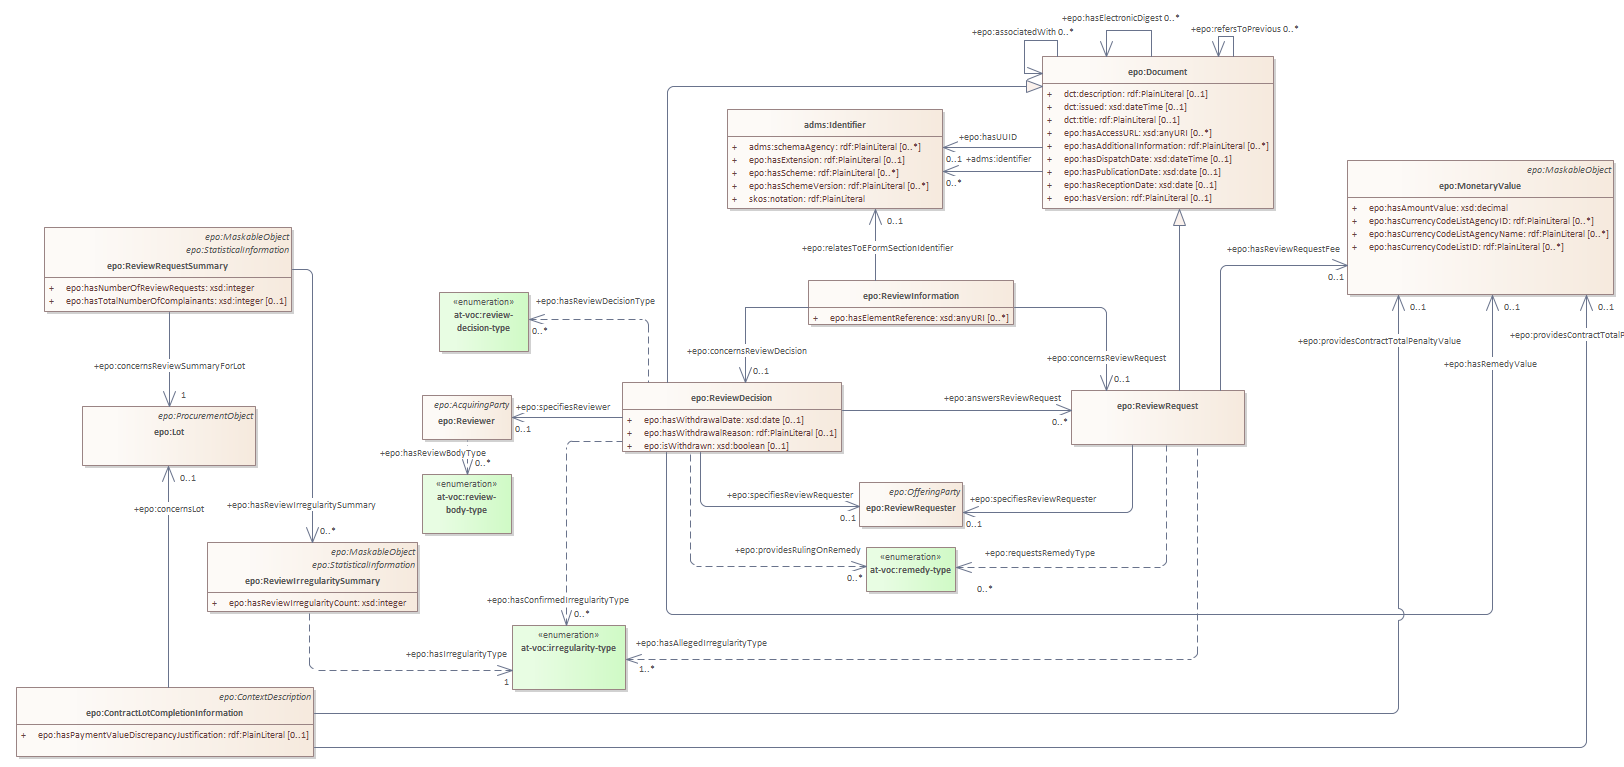 +epo:hasElectronicDigest 0..*
+epo:associatedWith 0..*
+epo:refersToPrevious 0..*
epo:Document
+ dct:description: rdf:PlainLiteral [0..1]
+ dct:issued: xsd:dateTime [0..1]
+ dct:title: rdf:PlainLiteral [0..1]
+ epo:hasAccessURL: xsd:anyURI [0..*]
+ epo:hasAdditionalInformation: rdf:PlainLiteral [0..*]
+ epo:hasDispatchDate: xsd:dateTime [0..1]
+ epo:hasPublicationDate: xsd:date [0..1]
+ epo:hasReceptionDate: xsd:date [0..1]
+ epo:hasVersion: rdf:PlainLiteral [0..1]
adms:Identifier
+ adms:schemaAgency: rdf:PlainLiteral [0..*]
+ epo:hasExtension: rdf:PlainLiteral [0..1]
+ epo:hasScheme: rdf:PlainLiteral [0..*]
+ epo:hasSchemeVersion: rdf:PlainLiteral [0..*]
+ skos:notation: rdf:PlainLiteral
+epo:hasUUID
0..1
+adms:identifier
0..*
epo:MaskableObject
epo:MonetaryValue
+ epo:hasAmountValue: xsd:decimal
+ epo:hasCurrencyCodeListAgencyID: rdf:PlainLiteral [0..*]
+ epo:hasCurrencyCodeListAgencyName: rdf:PlainLiteral [0..*]
+ epo:hasCurrencyCodeListID: rdf:PlainLiteral [0..*]
0..1
+epo:relatesToEFormSectionIdentifier
+epo:hasReviewRequestFee
0..1
epo:MaskableObject
epo:StatisticalInformation
epo:ReviewRequestSummary
+ epo:hasNumberOfReviewRequests: xsd:integer
+ epo:hasTotalNumberOfComplainants: xsd:integer [0..1]
epo:ReviewInformation
+ epo:hasElementReference: xsd:anyURI [0..*]
«enumeration»
at-voc:review-
decision-type
+epo:hasReviewDecisionType
0..*
0..1
0..1
0..1
+epo:providesContractTotalPenaltyValue
+epo:providesContractTotalP
+epo:hasRemedyValue
+epo:concernsReviewDecision
0..1
+epo:concernsReviewRequest
0..1
+epo:concernsReviewSummaryForLot
1
epo:ProcurementObject
epo:Lot
epo:AcquiringParty
epo:Reviewer
+epo:specifiesReviewer
0..1
epo:ReviewDecision
+ epo:hasWithdrawalDate: xsd:date [0..1]
+ epo:hasWithdrawalReason: rdf:PlainLiteral [0..1]
+ epo:isWithdrawn: xsd:boolean [0..1]
+epo:answersReviewRequest
0..*
epo:ReviewRequest
+epo:hasReviewBodyType
0..*
«enumeration»
at-voc:review-
body-type
0..1
+epo:concernsLot
+epo:hasReviewIrregularitySummary
0..*
+epo:specifiesReviewRequester
0..1
epo:OfferingParty
epo:ReviewRequester
+epo:specifiesReviewRequester
0..1
epo:MaskableObject
epo:StatisticalInformation
epo:ReviewIrregularitySummary
+ epo:hasReviewIrregularityCount: xsd:integer
+epo:providesRulingOnRemedy
0..*
«enumeration»
at-voc:remedy-type
+epo:requestsRemedyType
0..*
+epo:hasConfirmedIrregularityType
0..*
«enumeration»
at-voc:irregularity-type
+epo:hasAllegedIrregularityType
1..*
+epo:hasIrregularityType
1
epo:ContextDescription
epo:ContractLotCompletionInformation
+ epo:hasPaymentValueDiscrepancyJustification: rdf:PlainLiteral [0..1]